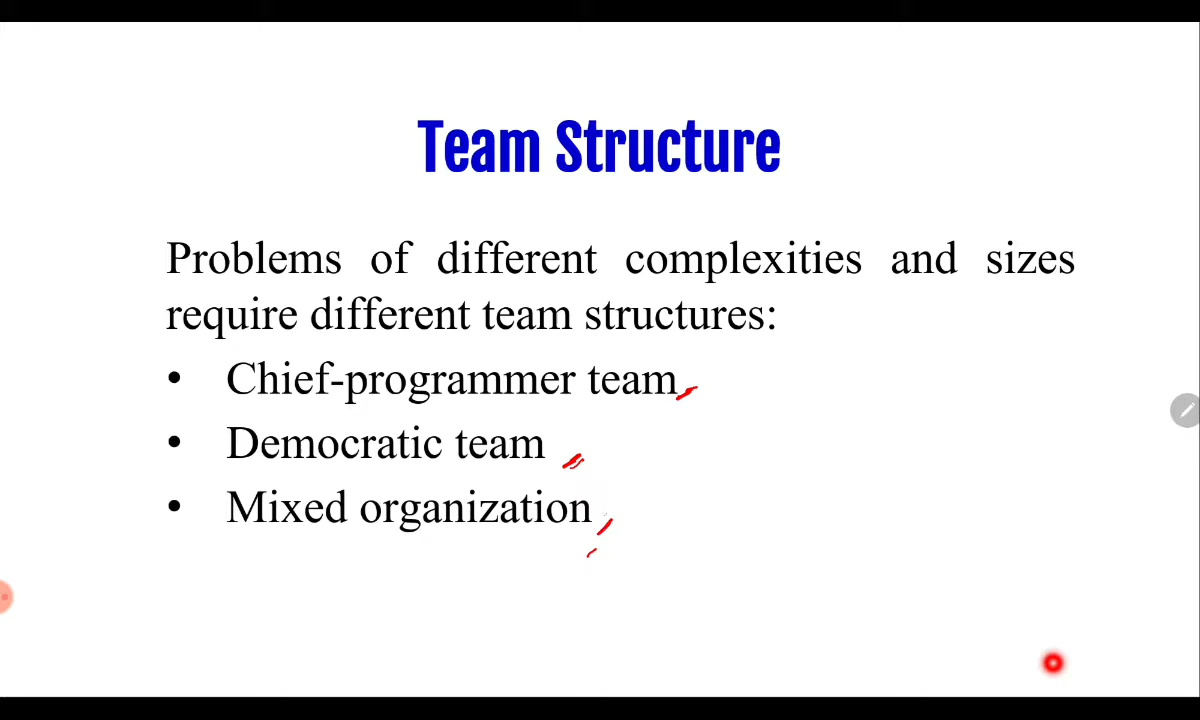 Team Structure
Problems of different complexities and sizes
require different team structures:
• Chief-programmer team
• Democratic team
• Mixed organization